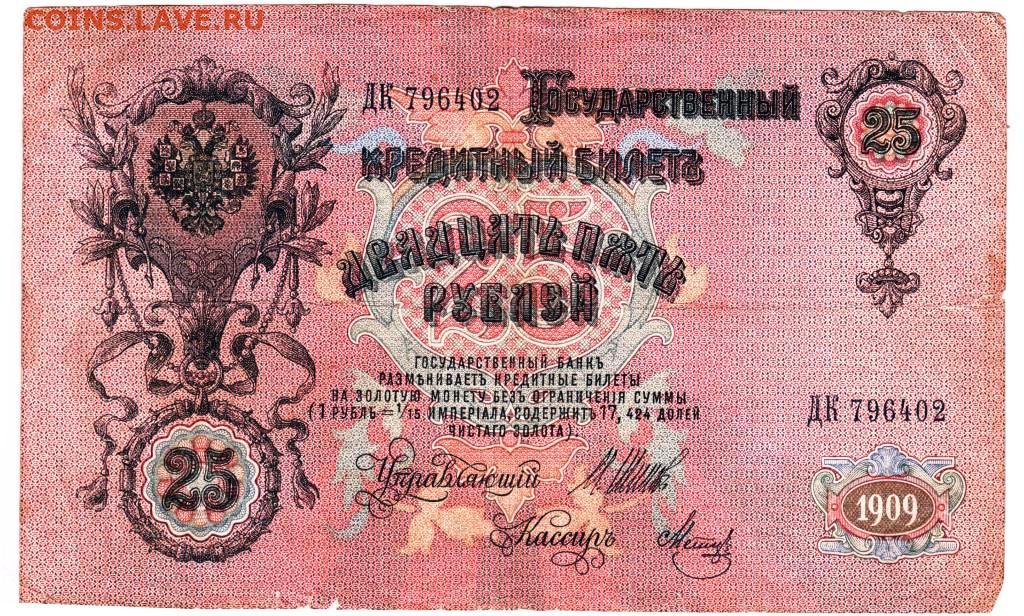 COINS.LAVE.RU
ДК 796402
Государственный
25
Кредитный Билетъ
25
Двадцать пять
рублей
Государственный Банкъ
размѣниваетъ кредитные билеты
на золотую монету безъ ограниченія суммы
(1 рубль = 1/15 имперіала, содержитъ 17,424 долей
чистаго золота).
ДК 796402
Управляющій
25
1909
Кассиръ